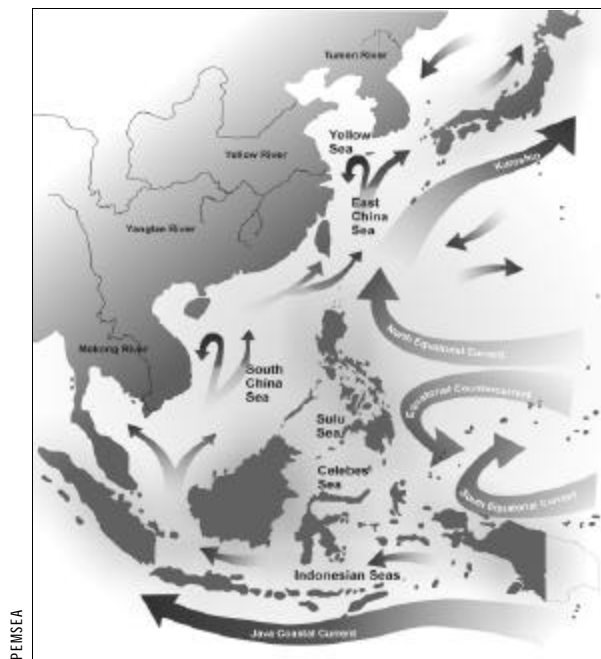 Tumen River
Yellow
Sea
Yellow River
Kuroshio
East
China
Sea
Yangtze River
Mekong River
North Equatorial Current
South
China
Sea
Equatorial Countercurrent
Sulu
Sea
Celebes
Sea
South Equatorial Current
Indonesian Seas
Java Coastal Current
PEMSEA